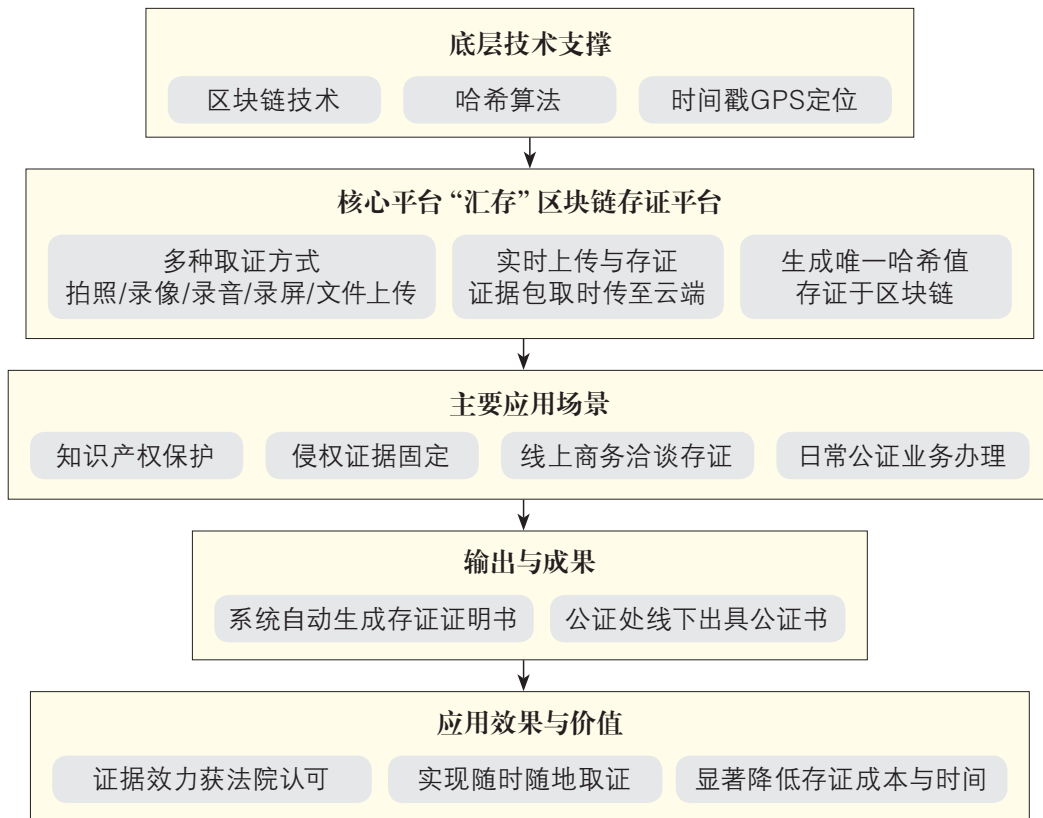 底层技术支撑
区块链技术 哈希算法 时间戳GPS定位
核心平台“汇存”区块链存证平台
多种取证方式 实时上传与存证 生成唯一哈希值
拍照/录像/录音/录屏/文件上传 证据包取时传至云端 存证于区块链
主要应用场景
知识产权保护 侵权证据固定 线上商务洽谈存证 日常公证业务办理
输出与成果
系统自动生成存证证明书 公证处线下出具公证书
应用效果与价值
证据效力获法院认可 实现随时随地取证 显著降低存证成本与时间